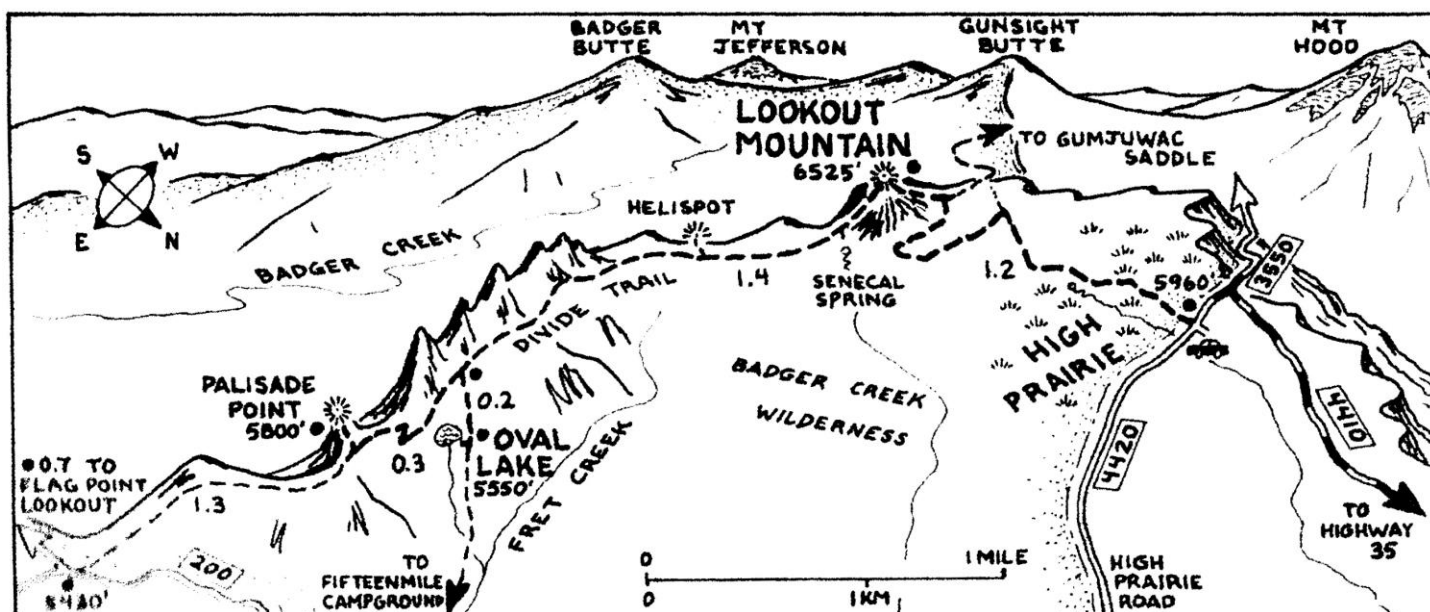 BADGER
BUTTE
MT
JEFFERSON
GUNSIGHT
BUTTE
MT
HOOD
LOOKOUT
MOUNTAIN
6525'
TO GUMJUWAC
SADDLE
S
W
E
N
HELISPOT
BADGER CREEK
1.4
SENECAL
SPRING
1.2
5960'
3550
DIVIDE TRAIL
HIGH
PRAIRIE
PALISADE
POINT
5800'
0.2
OVAL
LAKE
5550'
0.3
BADGER CREEK
WILDERNESS
FRET CREEK
4420
4410
0.7 TO
FLAG POINT
LOOKOUT
1.3
200
TO
FIFTEENMILE
CAMPGROUND
0
1 MILE
0
1 KM
HIGH
PRAIRIE
ROAD
TO
HIGHWAY
35